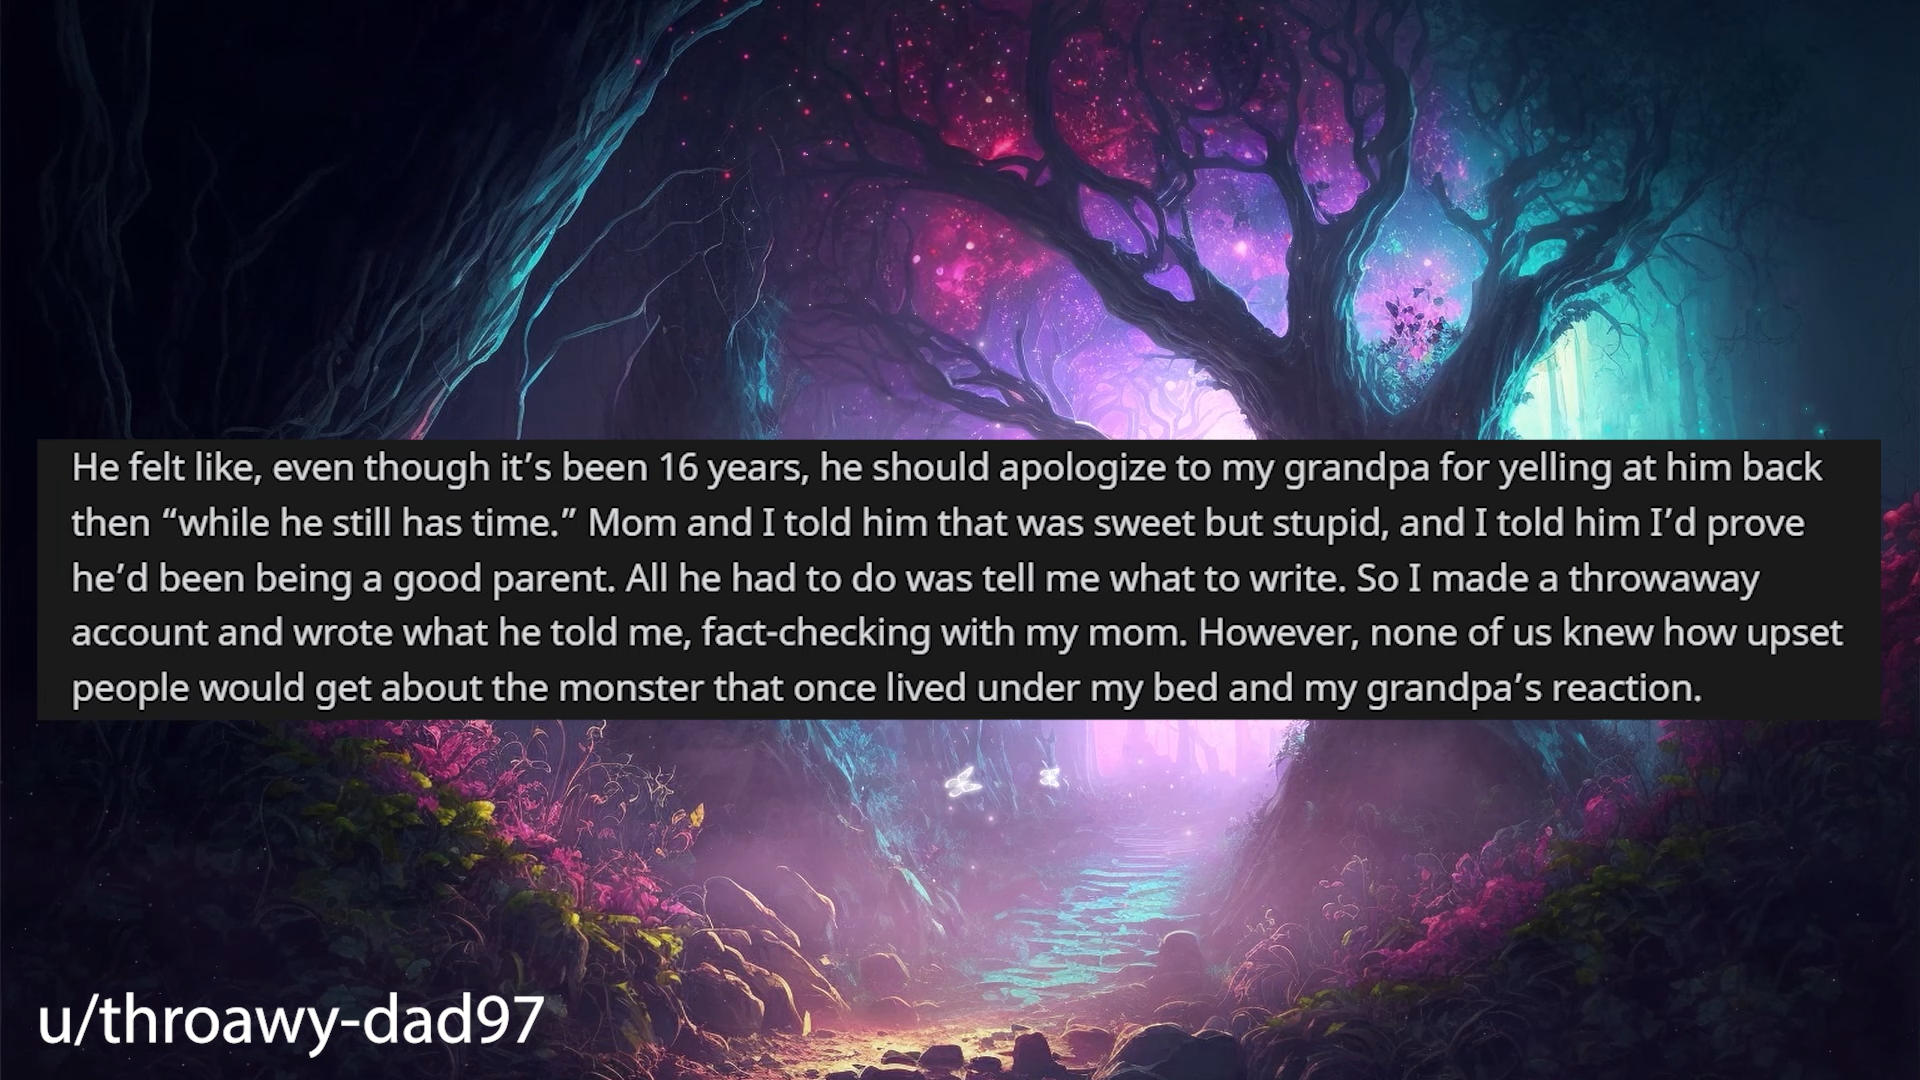 He felt like, even though it’s been 16 years, he should apologize to my grandpa for yelling at him back
then “while he still has time.” Mom and I told him that was sweet but stupid, and I told him I’d prove
he’d been being a good parent. All he had to do was tell me what to write. So I made a throwaway
account and wrote what he told me, fact-checking with my mom. However, none of us knew how upset
people would get about the monster that once lived under my bed and my grandpa’s reaction.
u/throawy-dad97